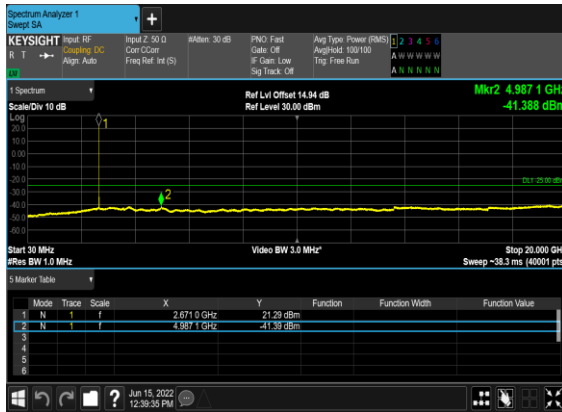 Spectrum Analyzer 1
Swept SA
+
KEYSIGHT Input: RF Input Z: 50 Ω #Atten: 30 dB PNO: Fast Avg Type: Power (RMS) 1 2 3 4 5 6
R T Coupling: DC Corr CCorr Gate: Off Avg|Hold: 100/100 A W W W W W
Align: Auto Freq Ref: Int (S) IF Gain: Low Trig: Free Run
LW Sig Track: Off A N N N N N
1 Spectrum Ref Lvl Offset 14.94 dB Mkr2 4.987 1 GHz
Scale/Div 10 dB Ref Level 30.00 dBm -41.388 dBm
Log
1
20.0
10.0
0.00
-10.0
-20.0
DL1 -25.00 dBm
-30.0
2
-40.0
-50.0
-60.0
Start 30 MHz Video BW 3.0 MHz* Stop 20.000 GH
#Res BW 1.0 MHz Sweep ~38.3 ms (40001 pts
5 Marker Table
Mode Trace Scale X Y Function Function Width Function Value
1 N 1 f 2.671 0 GHz 21.29 dBm
2 N 1 f 4.987 1 GHz -41.39 dBm
3
4
5
6
? Jun 15, 2022
12:39:35 PM